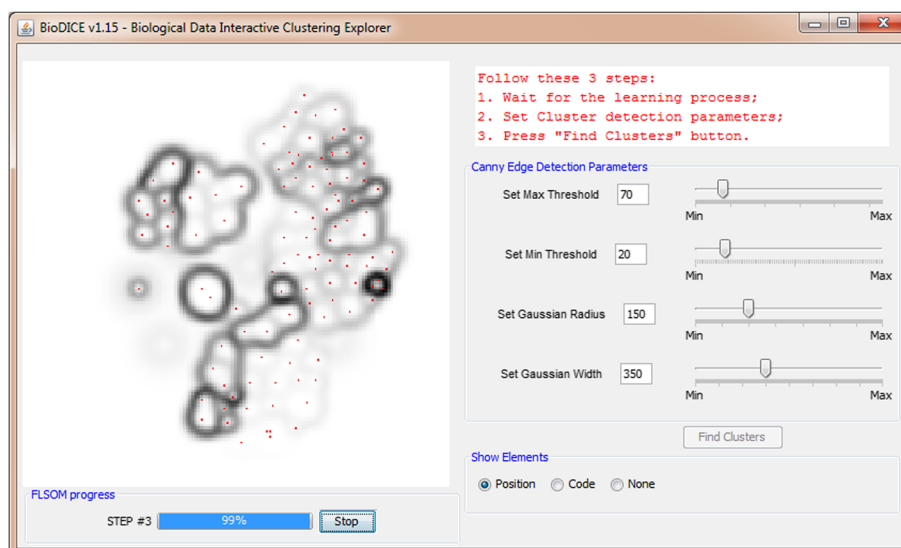 BioDICE v1.15 - Biological Data Interactive Clustering Explorer
Follow these 3 steps:
1. Wait for the learning process;
2. Set Cluster detection parameters;
3. Press "Find Clusters" button.
Canny Edge Detection Parameters
Set Max Threshold 70
Min Max
Set Min Threshold 20
Min Max
Set Gaussian Radius 150
Min Max
Set Gaussian Width 350
Min Max
Find Clusters
Show Elements
Position Code None
FLSOM progress
STEP #3 99% Stop